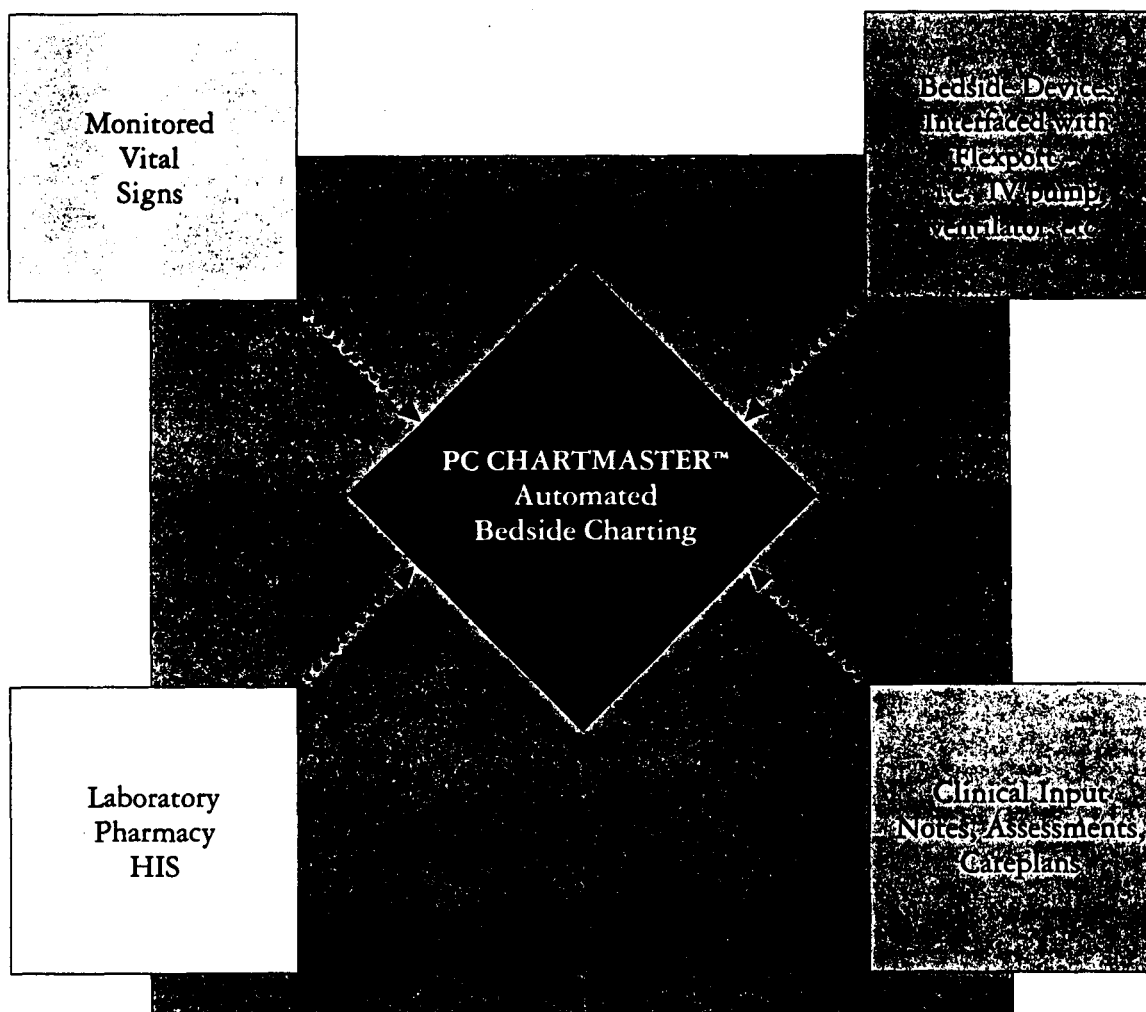 Monitored
Vital
Signs
Bedside Devices
Interfaced with
Flexport
i.e. IV pump,
ventilator, etc.
PC CHARTMASTER™
Automated
Bedside Charting
Laboratory
Pharmacy
HIS
Clinical Input
Notes, Assessments,
Careplans